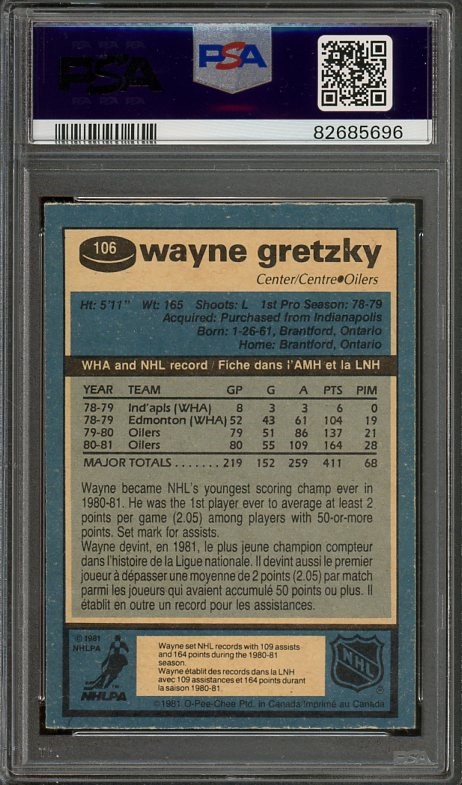 PSA
PSA
82685696
106
wayne gretzky
Center/Centre•Oilers
Ht: 5'11" Wt: 165 Shoots: L 1st Pro Season: 78-79
Acquired: Purchased from Indianapolis
Born: 1-26-61, Brantford, Ontario
Home: Brantford, Ontario
WHA and NHL record / Fiche dans l'AMH et la LNH
YEAR TEAM GP G A PTS PIM
78-79 Ind'apls (WHA) 8 3 3 6 0
78-79 Edmonton (WHA) 52 43 61 104 19
79-80 Oilers 79 51 86 137 21
80-81 Oilers 80 55 109 164 28
MAJOR TOTALS ....... 219 152 259 411 68
Wayne became NHL's youngest scoring champ ever in
1980-81. He was the 1st player ever to average at least 2
points per game (2.05) among players with 50-or-more
points. Set mark for assists.
Wayne devint, en 1981, le plus jeune champion compteur
dans l'histoire de la Ligue nationale. Il devint aussi le premier
joueur à dépasser une moyenne de 2 points (2.05) par match
parmi les joueurs qui avaient accumulé 50 points ou plus. Il
établit en outre un record pour les assistances.
© 1981
NHLPA
NHLPA
Wayne set NHL records with 109 assists
and 164 points during the 1980-81
season.
Wayne établit des records dans la LNH
avec 109 assistances et 164 points durant
la saison 1980-81.
NHL
© 1981 O-Pee-Chee Ptd. in Canada Imprimé au Canada
PSA